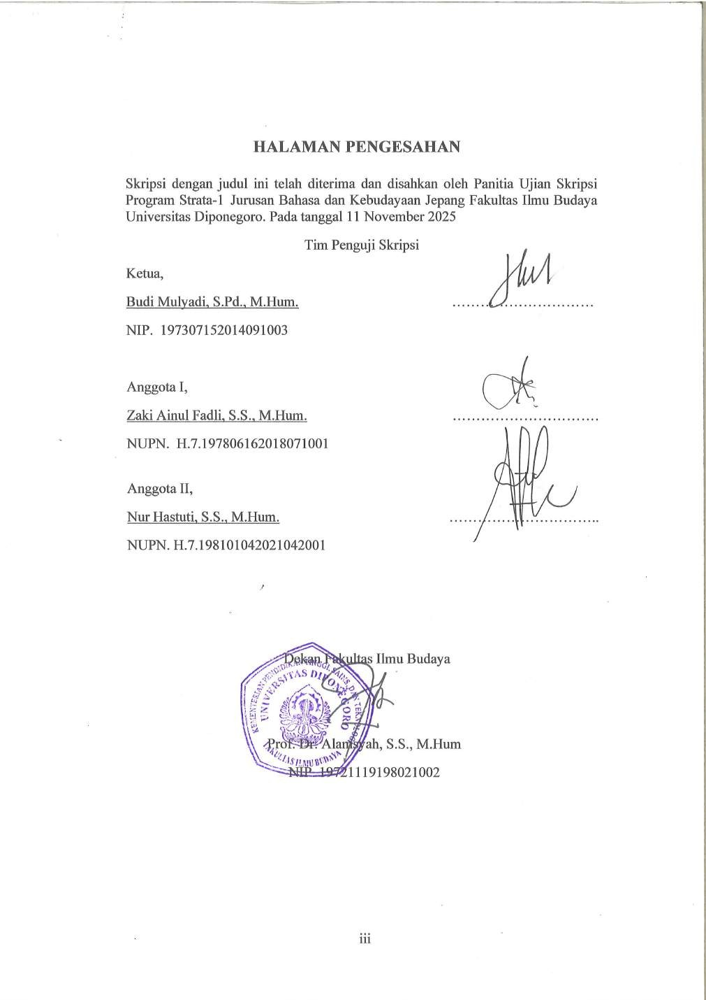 HALAMAN PENGESAHAN
Skripsi dengan judul ini telah diterima dan disahkan oleh Panitia Ujian Skripsi
Program Strata-1 Jurusan Bahasa dan Kebudayaan Jepang Fakultas Ilmu Budaya
Universitas Diponegoro. Pada tanggal 11 November 2025
Tim Penguji Skripsi
Ketua,
Budi Mulyadi, S.Pd., M.Hum. ..............................
NIP. 197307152014091003
Anggota I,
Zaki Ainul Fadli, S.S., M.Hum. ..............................
NUPN. H.7.197806162018071001
Anggota II,
Nur Hastuti, S.S., M.Hum. ..............................
NUPN. H.7.198101042021042001
Dekan Fakultas Ilmu Budaya
KEMENTERIAN PENDIDIKAN TINGGI, SAINS, DAN
UNIVERSITAS DIPONEGORO
FAKULTAS ILMU BUDAYA
Prof. Dr. Alamsyah, S.S., M.Hum
NIP. 197211191998021002
iii